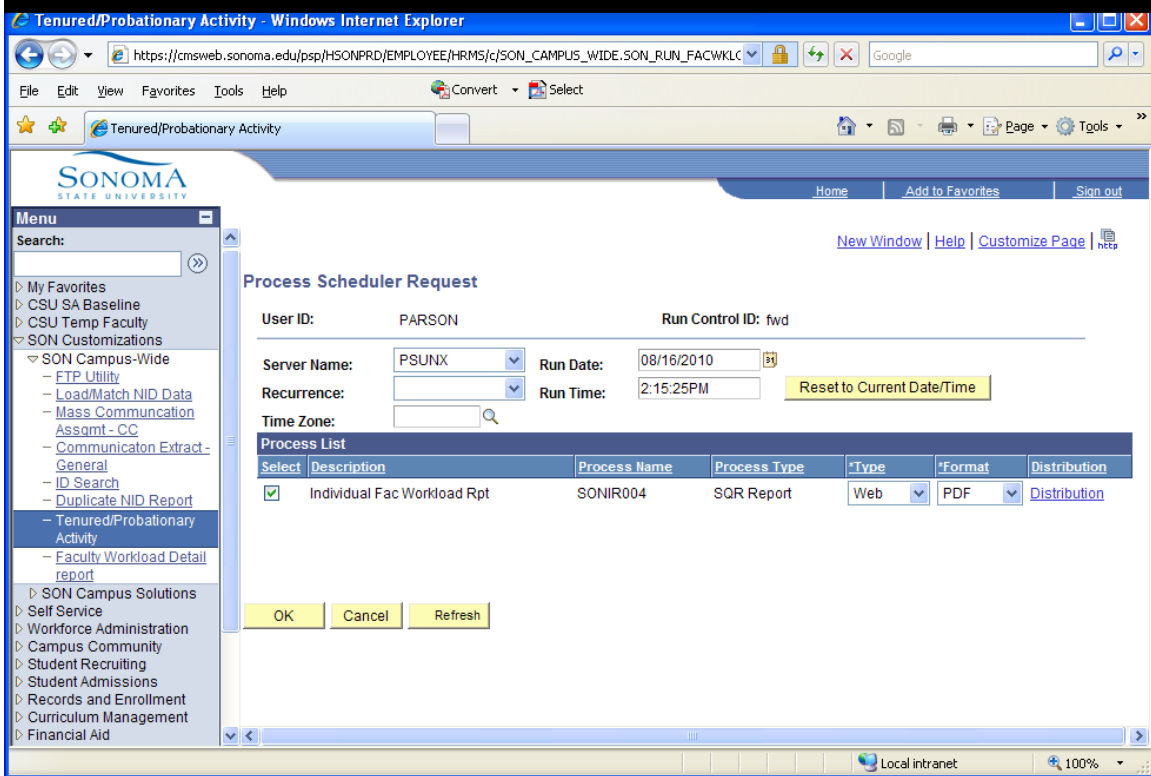 Tenured/Probationary Activity - Windows Internet Explorer
https://cmsweb.sonoma.edu/psp/HSONPRD/EMPLOYEE/HRMS/c/SON_CAMPUS_WIDE.SON_RUN_FACWKLC
Google
File Edit View Favorites Tools Help Convert Select
Tenured/Probationary Activity Page Tools »
SONOMA
STATE UNIVERSITY
Home Add to Favorites Sign out
Menu
Search:
My Favorites
CSU SA Baseline
CSU Temp Faculty
SON Customizations
SON Campus-Wide
– FTP Utility
– Load/Match NID Data
– Mass Communcation
Assgmt - CC
– Communicaton Extract -
General
– ID Search
– Duplicate NID Report
– Tenured/Probationary
Activity
– Faculty Workload Detail
report
SON Campus Solutions
Self Service
Workforce Administration
Campus Community
Student Recruiting
Student Admissions
Records and Enrollment
Curriculum Management
Financial Aid
New Window | Help | Customize Page | http
Process Scheduler Request
User ID: PARSON Run Control ID: fwd
Server Name: PSUNX Run Date: 08/16/2010 31
Recurrence: Run Time: 2:15:25PM Reset to Current Date/Time
Time Zone:
Process List
Select Description Process Name Process Type *Type *Format Distribution
Individual Fac Workload Rpt SONIR004 SQR Report Web PDF Distribution
OK Cancel Refresh
Local intranet 100%